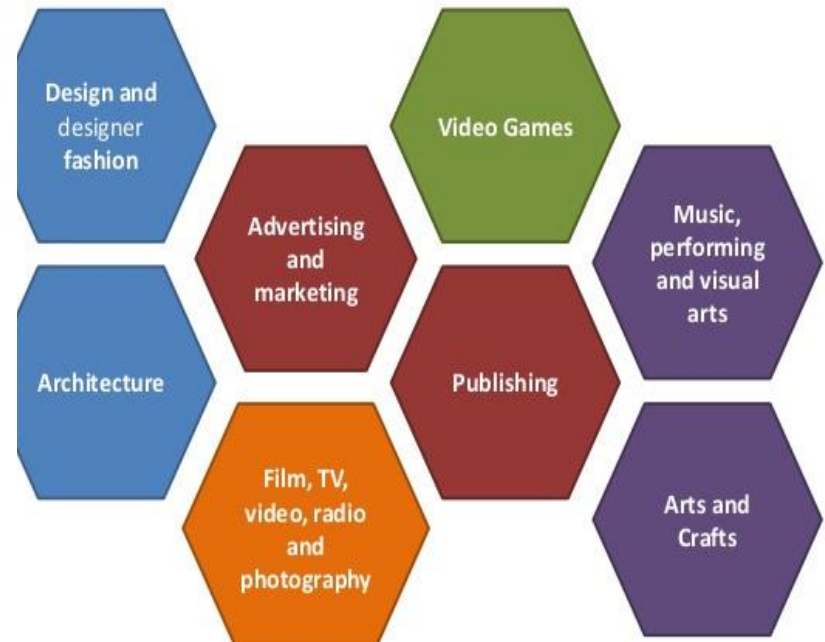 Design and
designer
fashion
Video Games
Advertising
and
marketing
Music,
performing
and visual
arts
Architecture
Publishing
Film, TV,
video, radio
and
photography
Arts and
Crafts